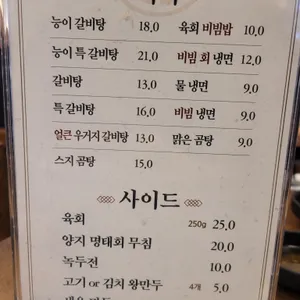 능이 갈비탕 18.0 육회 비빔밥 10.0
능이 특 갈비탕 21.0 비빔 회 냉면 12.0
갈비탕 13.0 물 냉면 9.0
특 갈비탕 16.0 비빔 냉면 9.0
얼큰 우거지 갈비탕 13.0 맑은 곰탕 9.0
스지 곰탕 15.0
사이드
육회 250g 25.0
양지 명태회 무침 20.0
녹두전 10.0
고기 or 김치 왕만두 4개 5.0